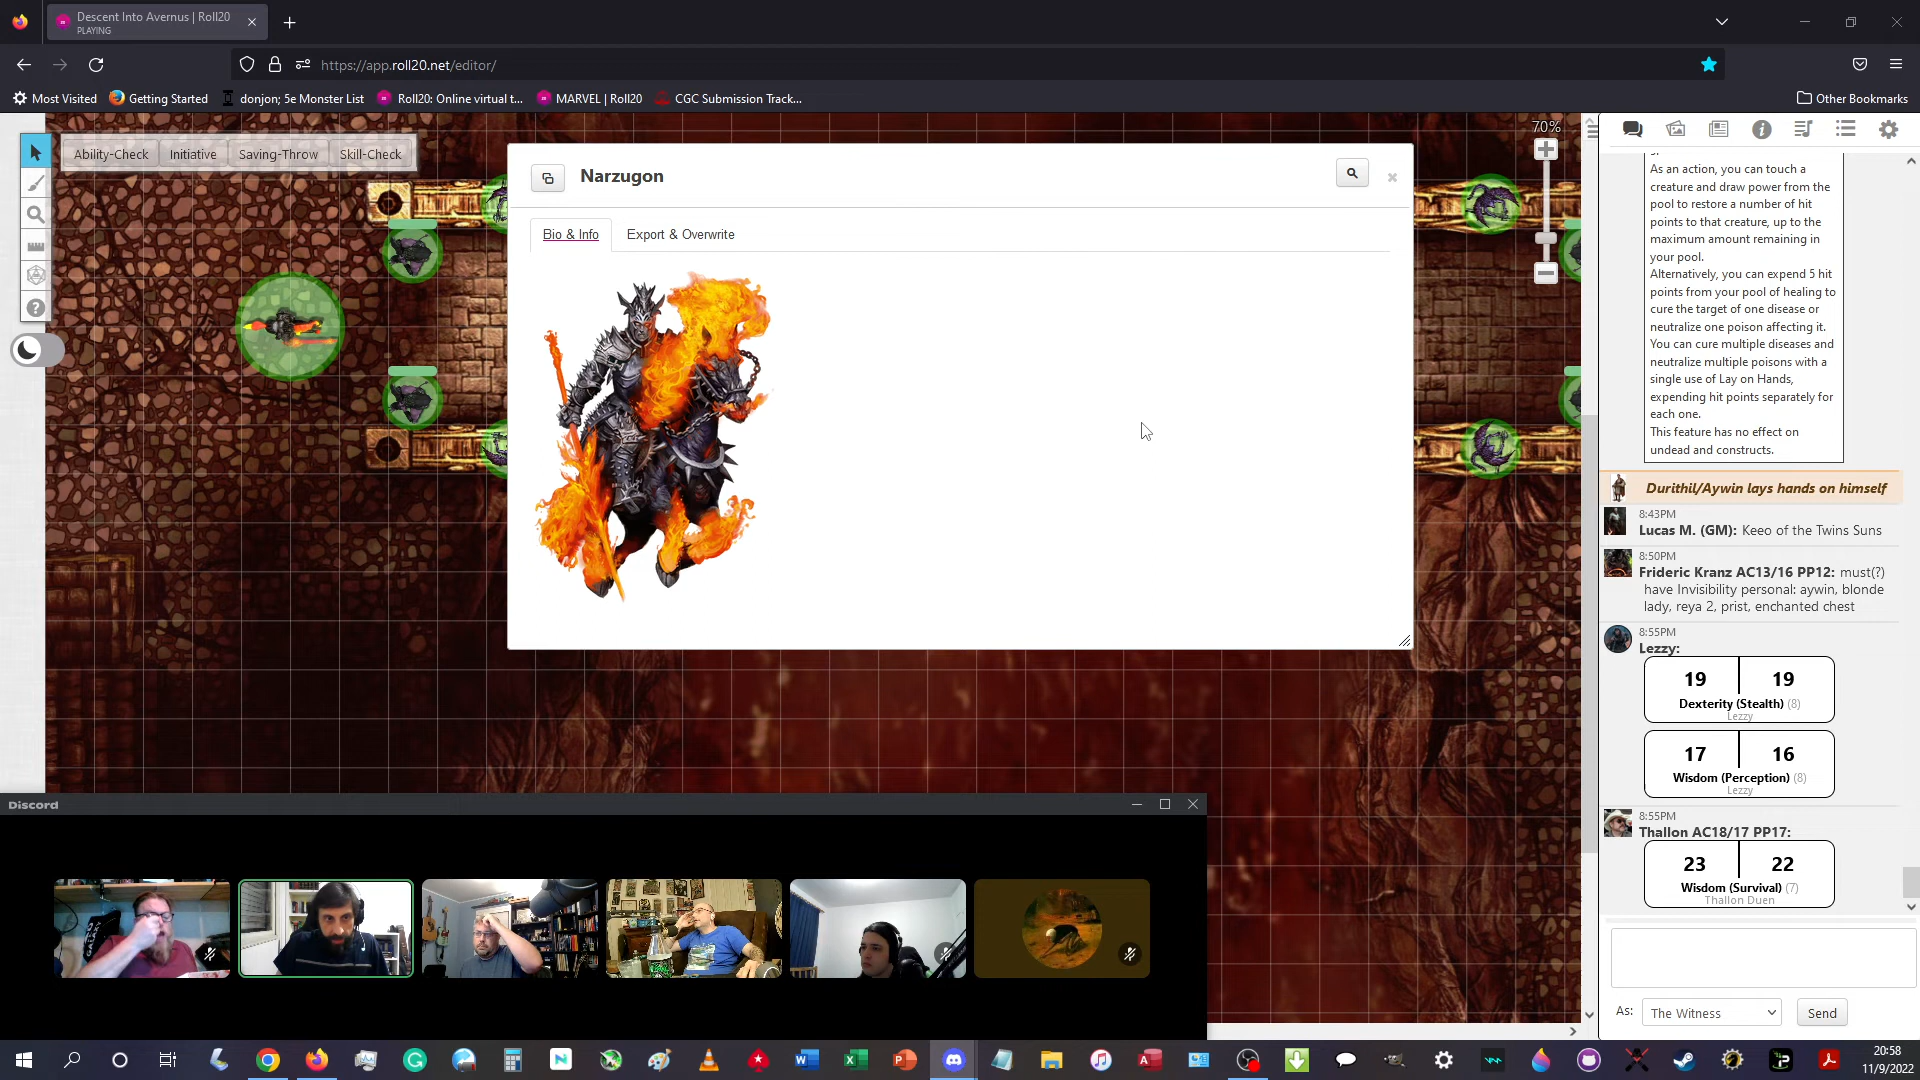 Descent Into Avernus | Roll20
PLAYING
https://app.roll20.net/editor/
Most Visited
Getting Started
donjon; 5e Monster List
Roll20: Online virtual t...
MARVEL | Roll20
CGC Submission Track...
Other Bookmarks
Ability-Check
Initiative
Saving-Throw
Skill-Check
70%
Narzugon
Bio & Info
Export & Overwrite
As an action, you can touch a
creature and draw power from the
pool to restore a number of hit
points to that creature, up to the
maximum amount remaining in
your pool.
Alternatively, you can expend 5 hit
points from your pool of healing to
cure the target of one disease or
neutralize one poison affecting it.
You can cure multiple diseases and
neutralize multiple poisons with a
single use of Lay on Hands,
expending hit points separately for
each one.
This feature has no effect on
undead and constructs.
Durithil/Aywin lays hands on himself
8:43PM
Lucas M. (GM): Keeo of the Twins Suns
8:50PM
Frideric Kranz AC13/16 PP12: must(?)
have Invisibility personal: aywin, blonde
lady, reya 2, prist, enchanted chest
8:55PM
Lezzy:
19 19
Dexterity (Stealth) (8)
Lezzy
17 16
Wisdom (Perception) (8)
Lezzy
8:55PM
Thallon AC18/17 PP17:
23 22
Wisdom (Survival) (7)
Thallon Duen
As:
The Witness
Send
Discord
20:58
11/9/2022